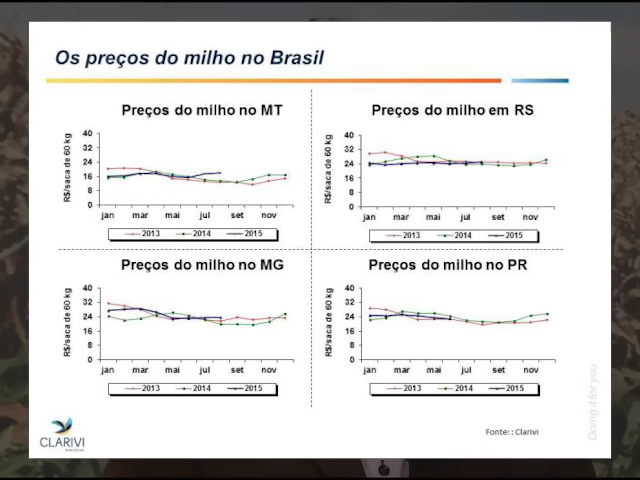 Os preços do milho no Brasil
Preços do milho no MT
R$/saca de 60 kg
40
32
24
16
8
0
jan mar mai jul set nov
2013 2014 2015
Preços do milho em RS
R$/saca de 60 kg
40
32
24
16
8
0
jan mar mai jul set nov
2013 2014 2015
Preços do milho no MG
R$/saca de 60 kg
40
32
24
16
8
0
jan mar mai jul set nov
2013 2014 2015
Preços do milho no PR
R$/saca de 60 kg
40
32
24
16
8
0
jan mar mai jul set nov
2013 2014 2015
CLARIVI
Fonte: ; Clarivi
Doing it for you